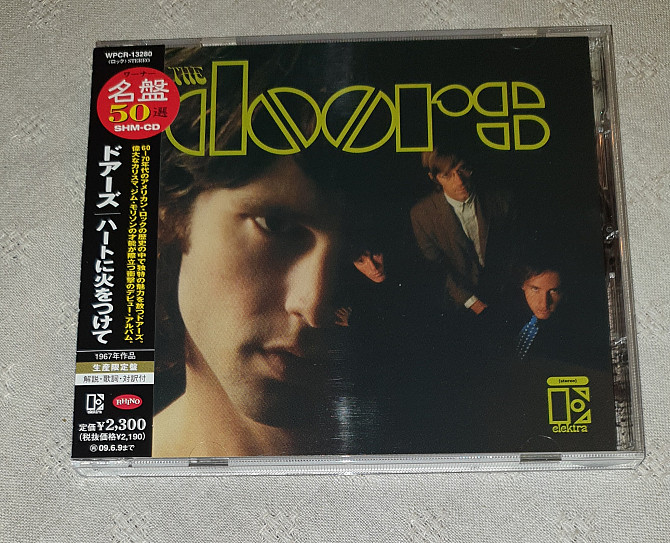 WPCR-13280
(ロック) STEREO
ワーナー
名盤
50選
SHM-CD
ドアーズ／ハートに火をつけて
60～70年代のアメリカン・ロックの歴史の中で独特の魅力を放つドアーズ、
偉大なカリスマ、ジム・モリソンの才能が際立つ衝撃のデビュー・アルバム。
1967年作品
生産限定盤
解説・歌詞・対訳付
elektra
RHINO
定価¥2,300
(税抜価格¥2,190)
09.6.9まで
THE
doors
(stereo)
elektra